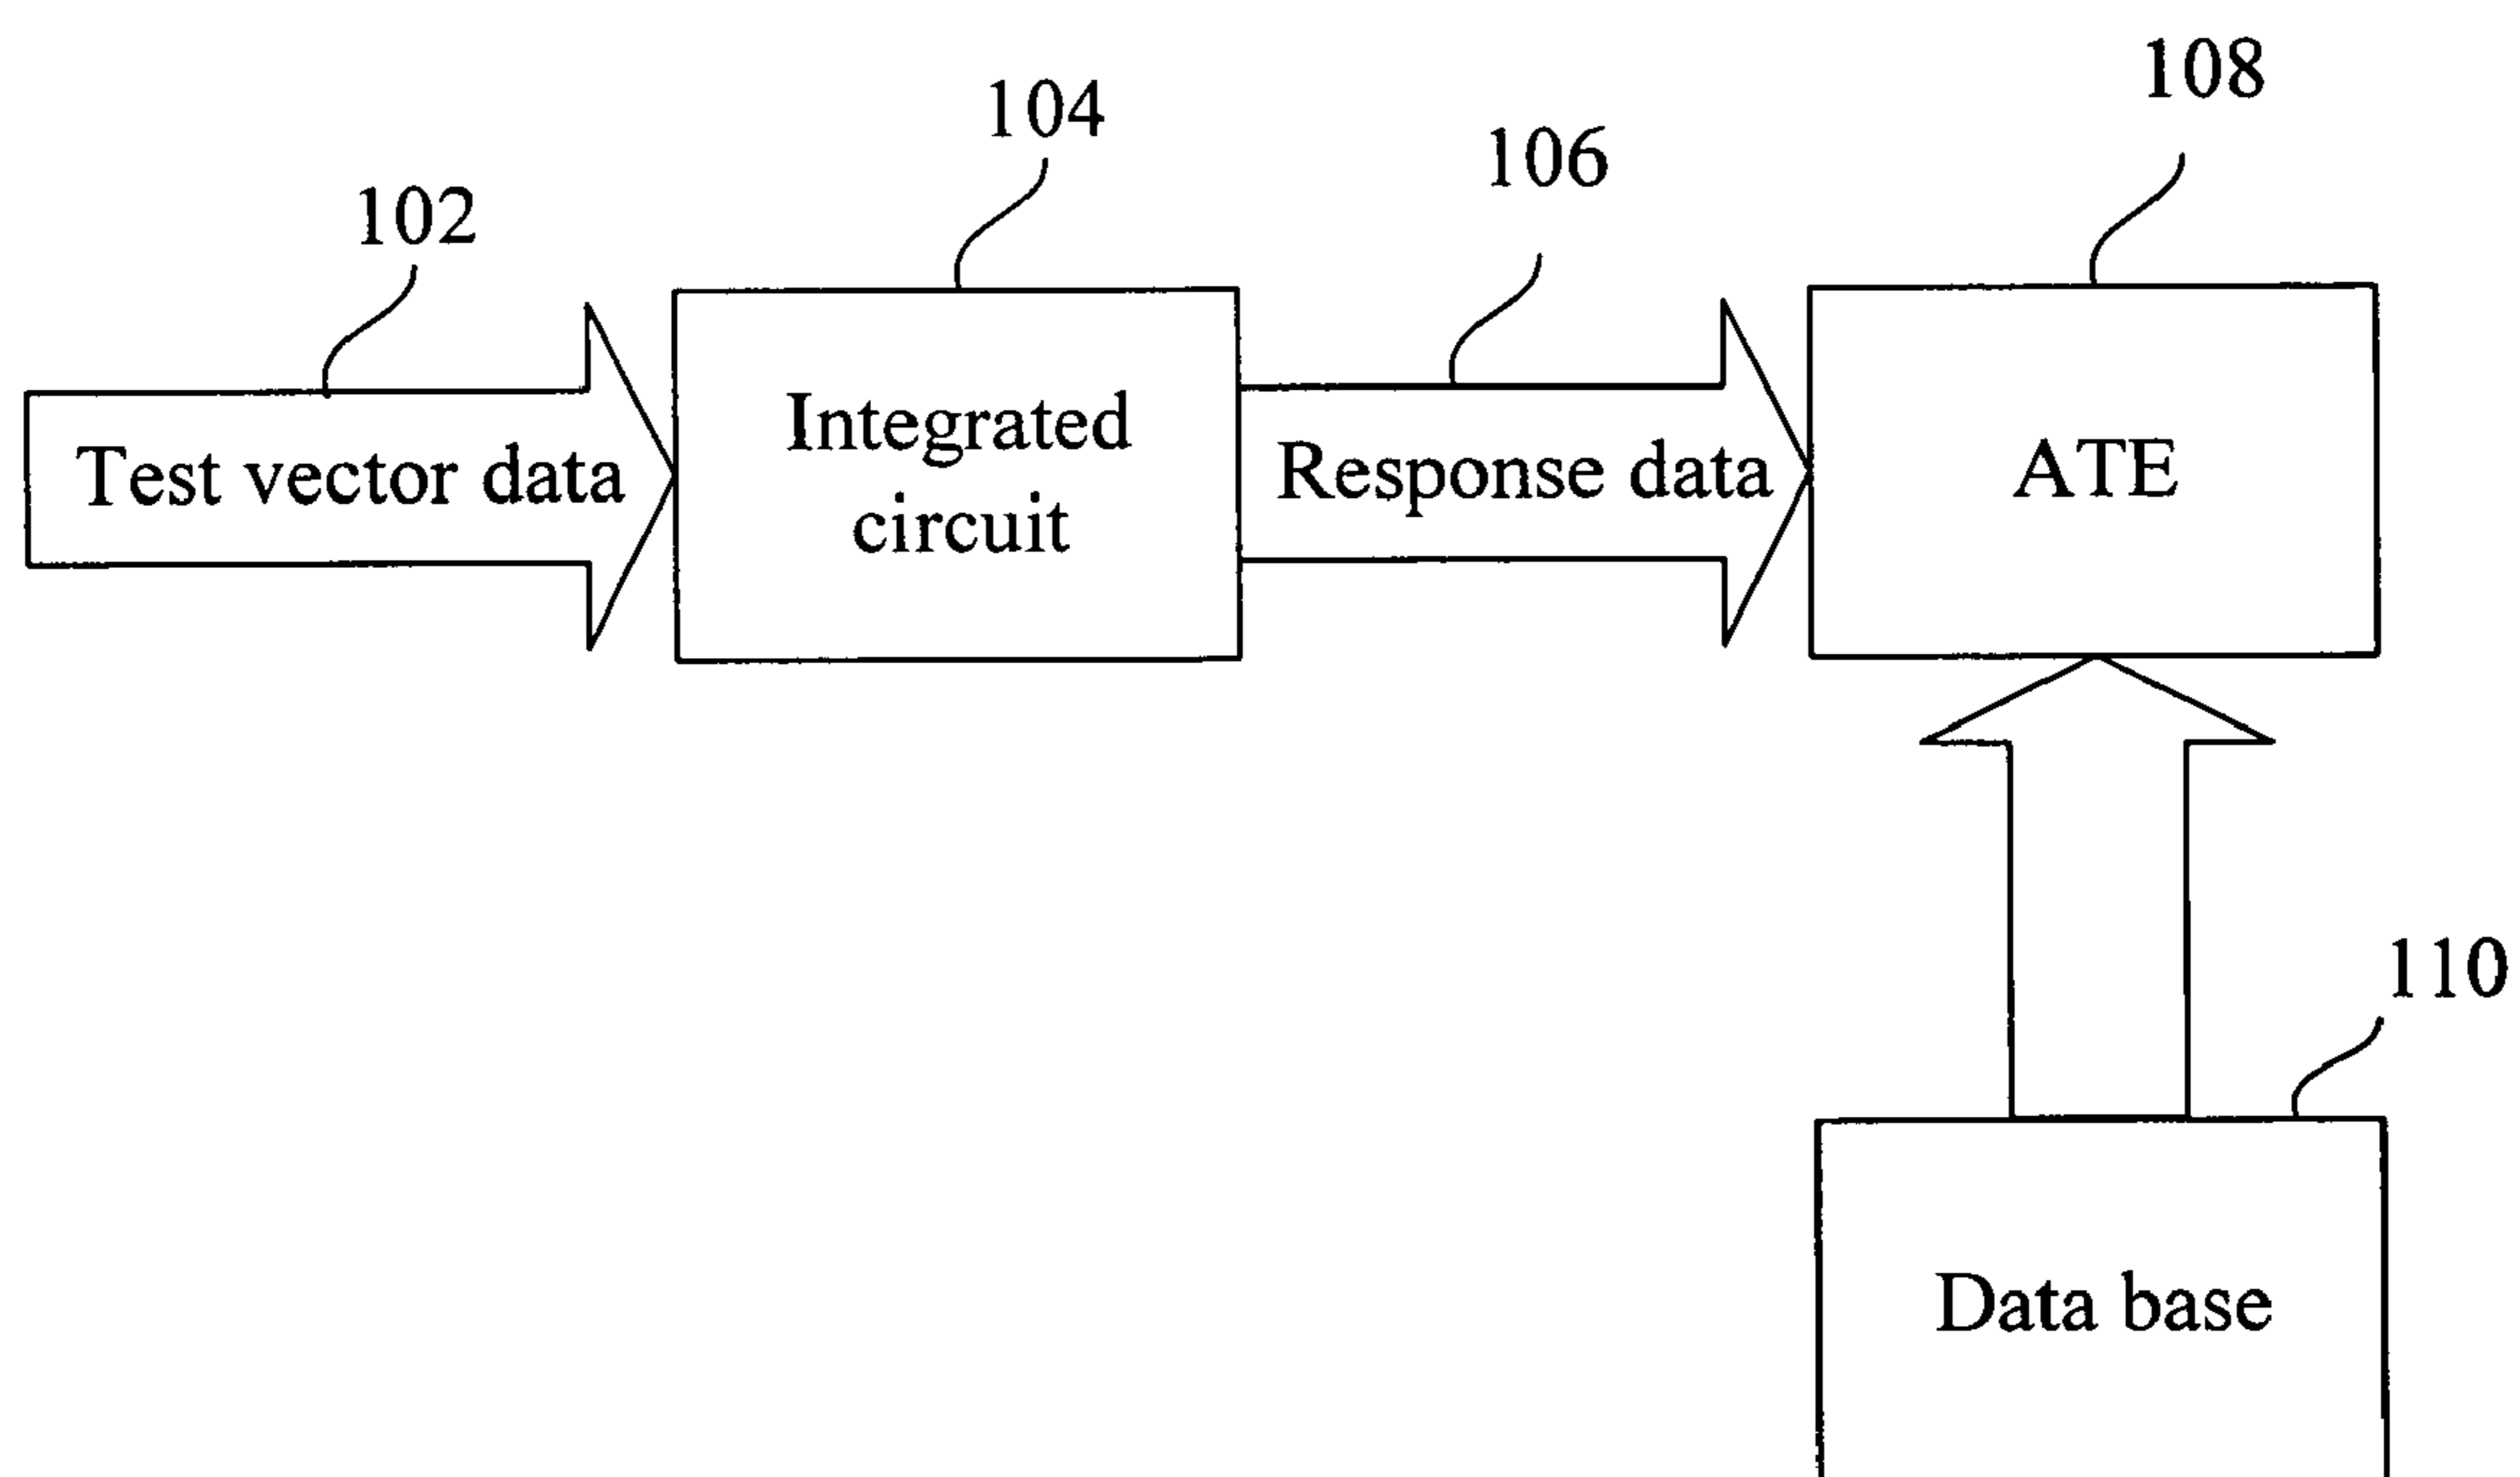 108
104
106
102
Integrated
circuit
Test vector data
Response data
ATE
110
Data base